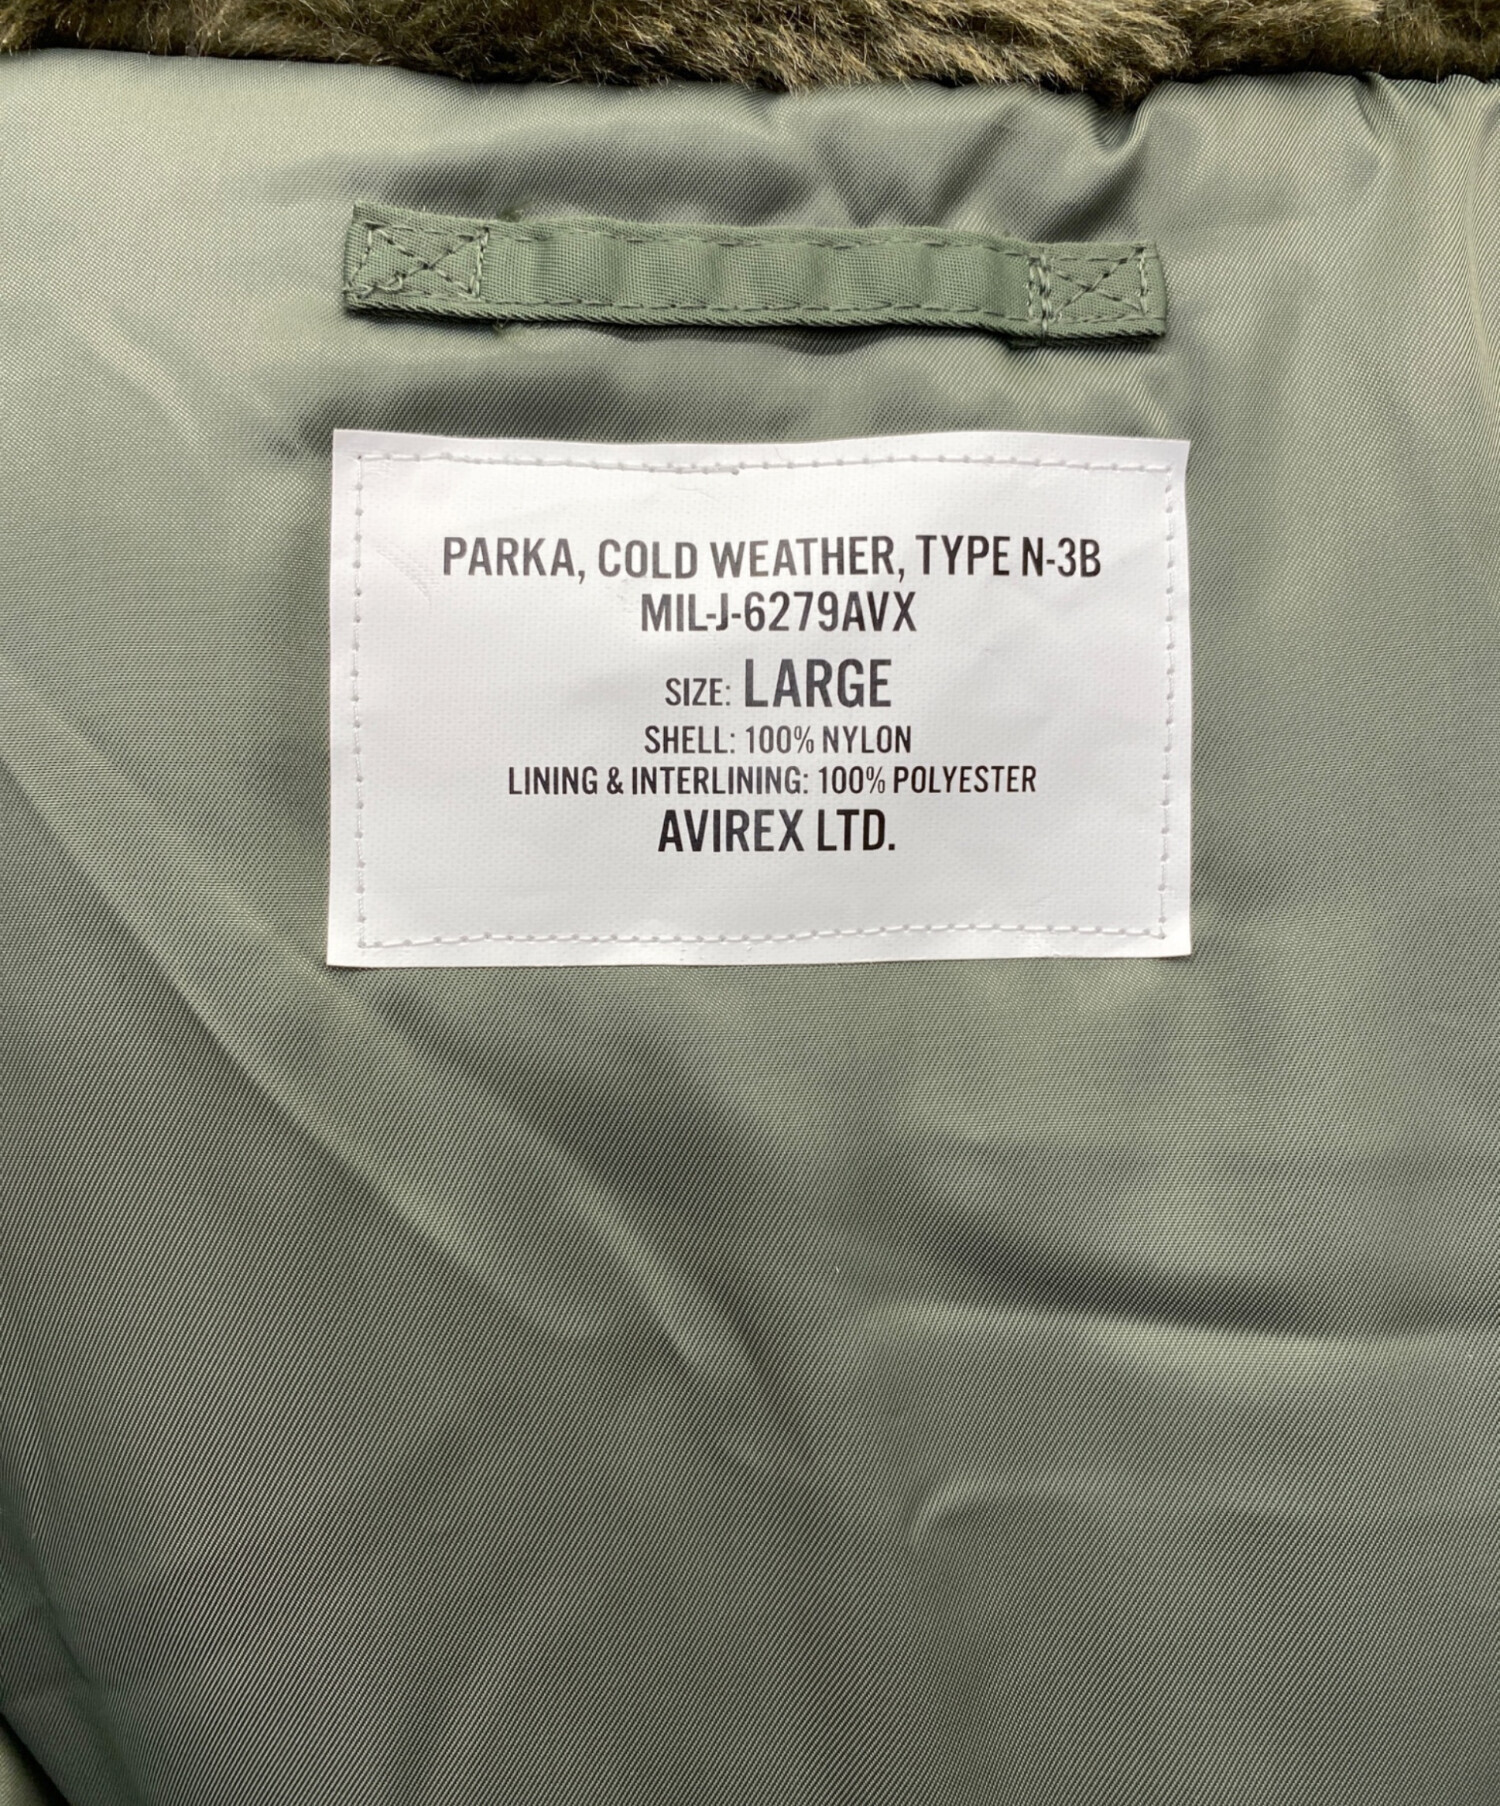 PARKA, COLD WEATHER, TYPE N-3B
MIL-J-6279AVX
SIZE: LARGE
SHELL: 100% NYLON
LINING & INTERLINING: 100% POLYESTER
AVIREX LTD.